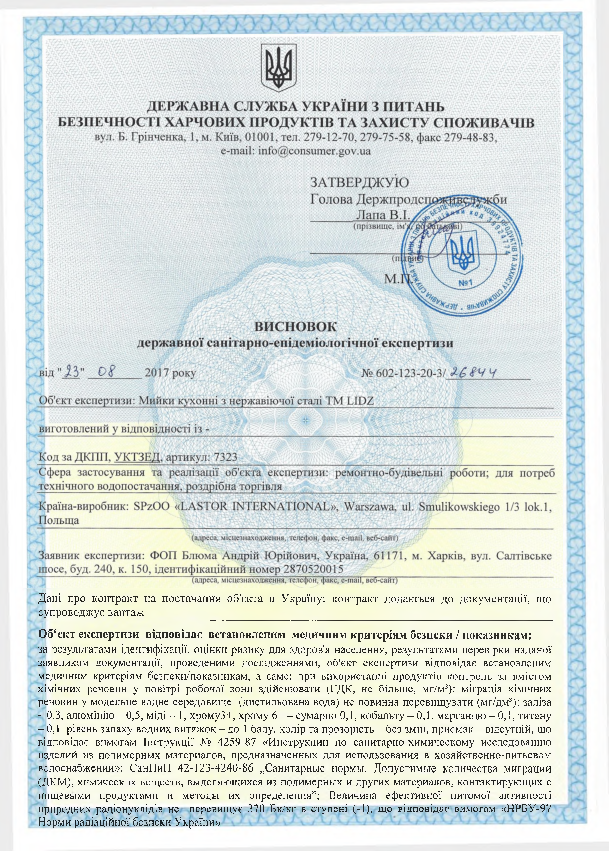 ДЕРЖАВНА СЛУЖБА УКРАЇНИ З ПИТАНЬ
БЕЗПЕЧНОСТІ ХАРЧОВИХ ПРОДУКТІВ ТА ЗАХИСТУ СПОЖИВАЧІВ
вул. Б. Грінченка, 1, м. Київ, 01001, тел. 279-12-70, 279-75-58, факс 279-48-83,
e-mail: info@consumer.gov.ua
ЗАТВЕРДЖУЮ
Голова Держпродспоживслужби
Лапа В.І.
(прізвище, ім'я, по батькові)
(підпис)
М.П.
№1
ВИСНОВОК
державної санітарно-епідеміологічної експертизи
від "23" 08 2017 року № 602-123-20-3/ 26844
Об'єкт експертизи: Мийки кухонні з нержавіючої сталі ТМ LIDZ
виготовлений у відповідності із -
Код за ДКПП, УКТЗЕД, артикул: 7323
Сфера застосування та реалізації об'єкта експертизи: ремонтно-будівельні роботи; для потреб
технічного водопостачання, роздрібна торгівля
Країна-виробник: SPzOO «LASTOR INTERNATIONAL», Warszawa, ul. Smulikowskiego 1/3 lok.1,
Польща
(адреса, місцезнаходження, телефон, факс, e-mail, веб-сайт)
Заявник експертизи: ФОП Блюма Андрій Юрійович, Україна, 61171, м. Харків, вул. Салтівське
шосе, буд. 240, к. 150, ідентифікаційний номер 2870520015
(адреса, місцезнаходження, телефон, факс, e-mail, веб-сайт)
Дані про контракт на постачання об'єкта в Україну: контракт додається до документації, що
супроводжує вантаж
Об'єкт експертизи відповідає встановленим медичним критеріям безпеки / показникам:
за результатами ідентифікації, оцінки ризику для здоров'я населення, результатами перевірки наданої
заявником документації, проведеними дослідженнями, об'єкт експертизи відповідає встановленим
медичним критеріям безпеки/показникам, а саме: при використанні продукції контроль за вмістом
хімічних речовин у повітрі робочої зони здійснювати (ГДК, не більше, мг/м³): міграція хімічних
речовин у модельне водне середовище (дистильована вода) не повинна перевищувати (мг/дм³): заліза
- 0,3, алюмінію – 0,5, міді – 1, хрому3+, хрому 6 – сумарно 0,1, кобальту – 0,1, марганцю – 0,1, титану
– 0,1 рівень запаху водних витяжок – до 1 балу, колір та прозорість – без змін, присмак – відсутній, що
відповідає вимогам Інструкції № 4259-87 «Инструкции по санитарно-химическому исследованию
изделий из полимерных материалов, предназначенных для использования в хозяйственно-питьевом
водоснабжении»; СанПиН 42-123-4240-86 „Санитарные нормы. Допустимые количества миграции
(ДКМ), химических веществ, выделяющихся из полимерных и других материалов, контактирующих с
пищевыми продуктами и методы их определения"; Величина ефективної питомої активності
природних радіонуклідів не перевищує 370 Бк/кг в ступені (-1), що відповідає вимогам «НРБУ-97
Норми радіаційної безпеки України»